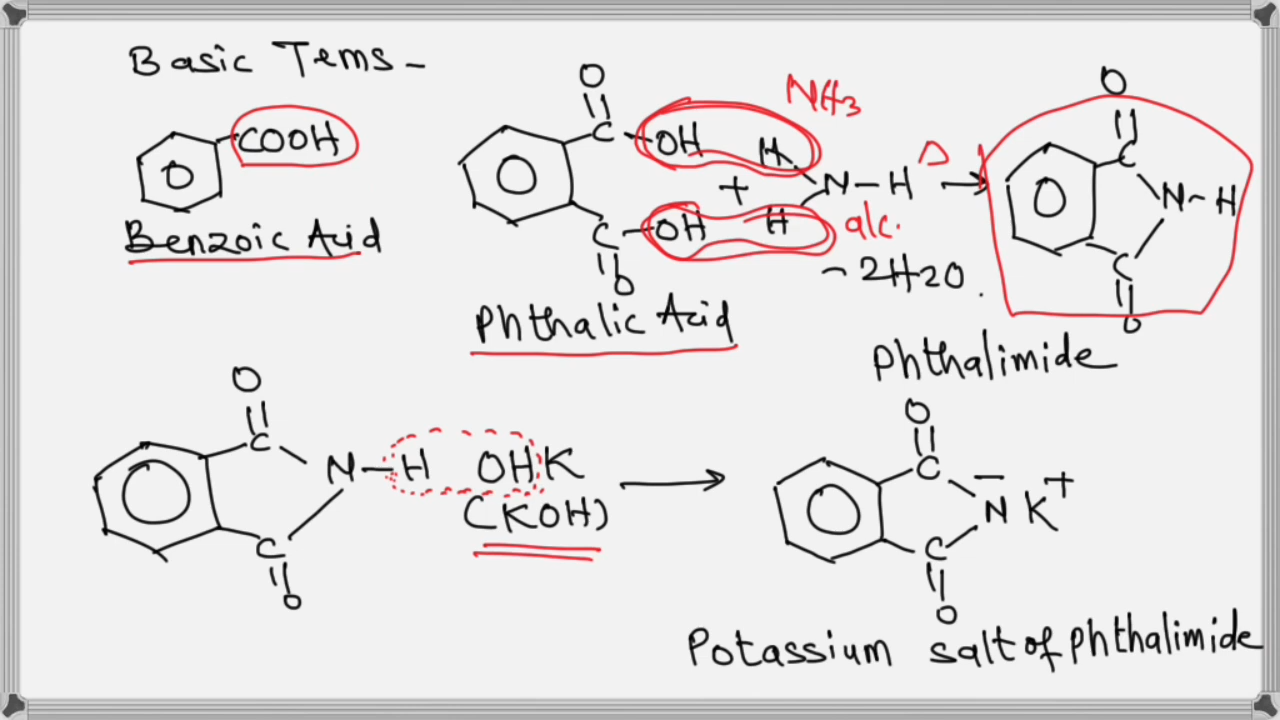 Basic Tems -
COOH
Benzoic Acid
O
C - OH
H
NH3
+
N - H
Δ
C - OH
H
alc.
O
- 2H2O.
Phthalic Acid
O
C
N - H
C
O
Phthalimide
O
C
N - H OHK
(KOH)
C
O
O
C
N⁻ K⁺
C
O
Potassium salt of phthalimide